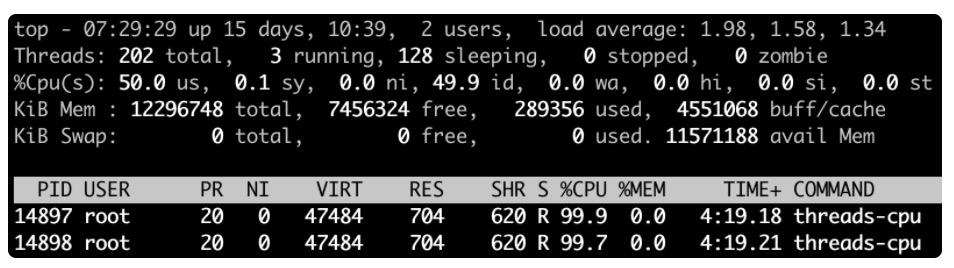 top - 07:29:29 up 15 days, 10:39,  2 users,  load average: 1.98, 1.58, 1.34
Threads: 202 total,   3 running, 128 sleeping,   0 stopped,   0 zombie
%Cpu(s): 50.0 us,  0.1 sy,  0.0 ni, 49.9 id,  0.0 wa,  0.0 hi,  0.0 si,  0.0 st
KiB Mem : 12296748 total,  7456324 free,   289356 used,  4551068 buff/cache
KiB Swap:        0 total,        0 free,        0 used. 11571188 avail Mem
PID USER      PR  NI    VIRT    RES    SHR S %CPU %MEM     TIME+ COMMAND
14897 root      20   0   47484    704    620 R 99.9  0.0   4:19.18 threads-cpu
14898 root      20   0   47484    704    620 R 99.7  0.0   4:19.21 threads-cpu